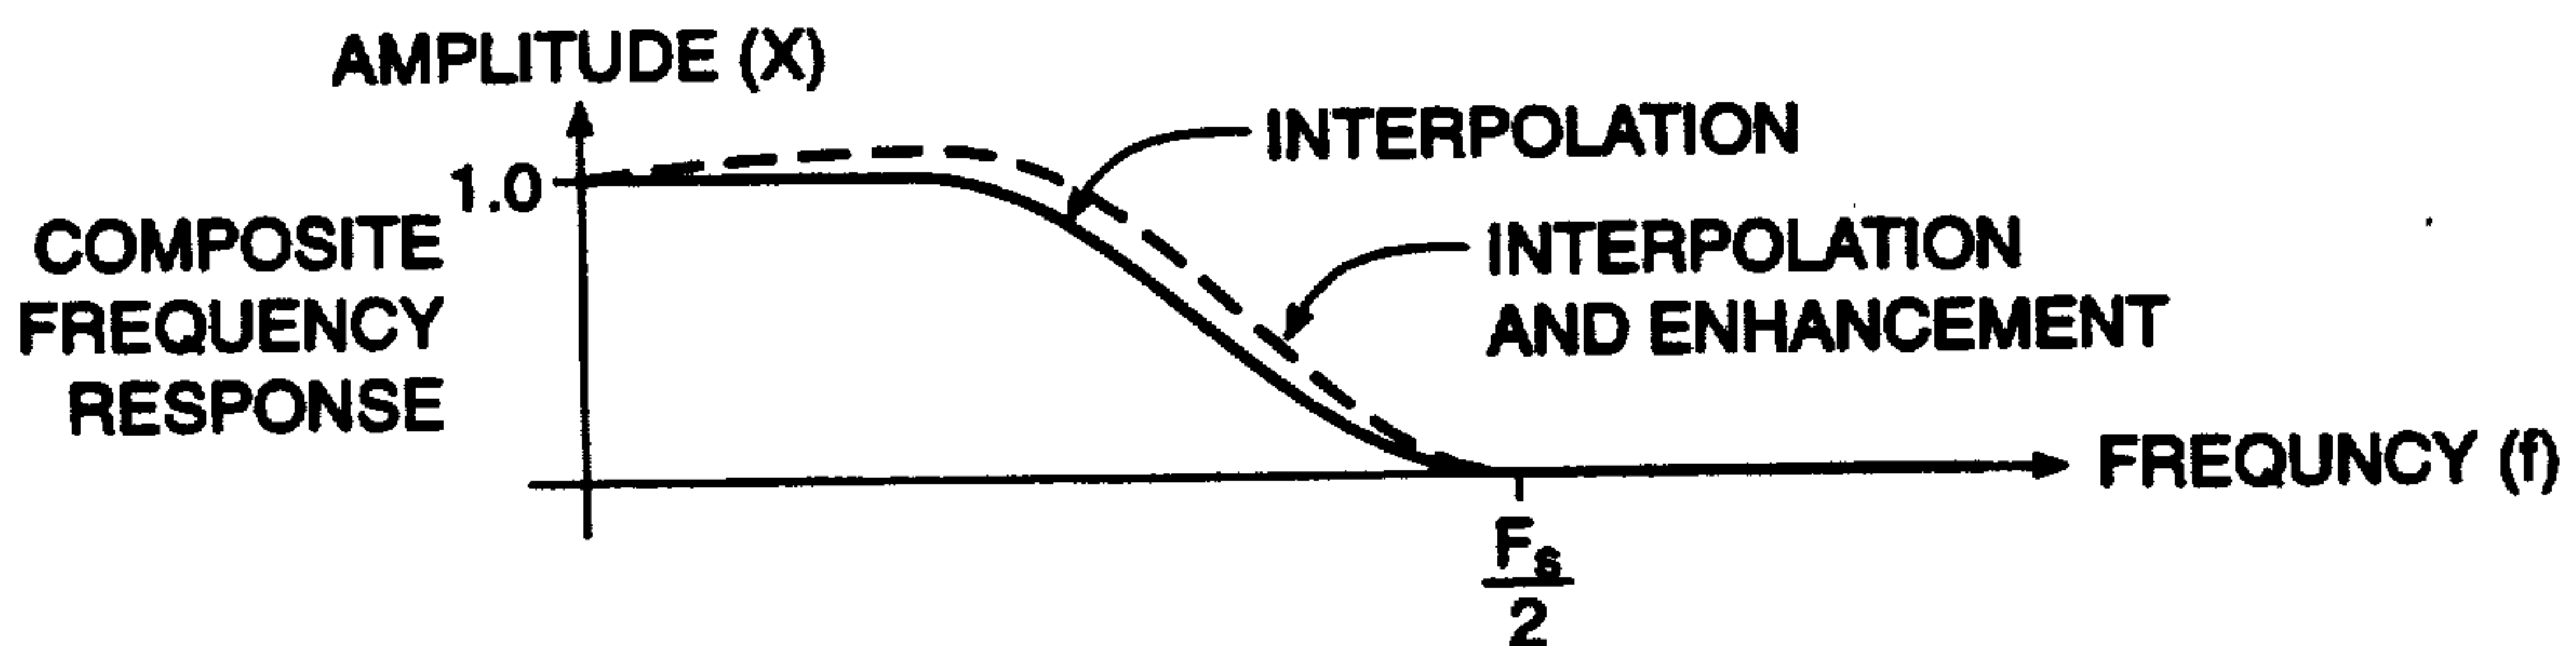 AMPLITUDE (X)
1.0
COMPOSITE
FREQUENCY
RESPONSE
INTERPOLATION
INTERPOLATION
AND ENHANCEMENT
FREQUNCY (f)
Fs
2